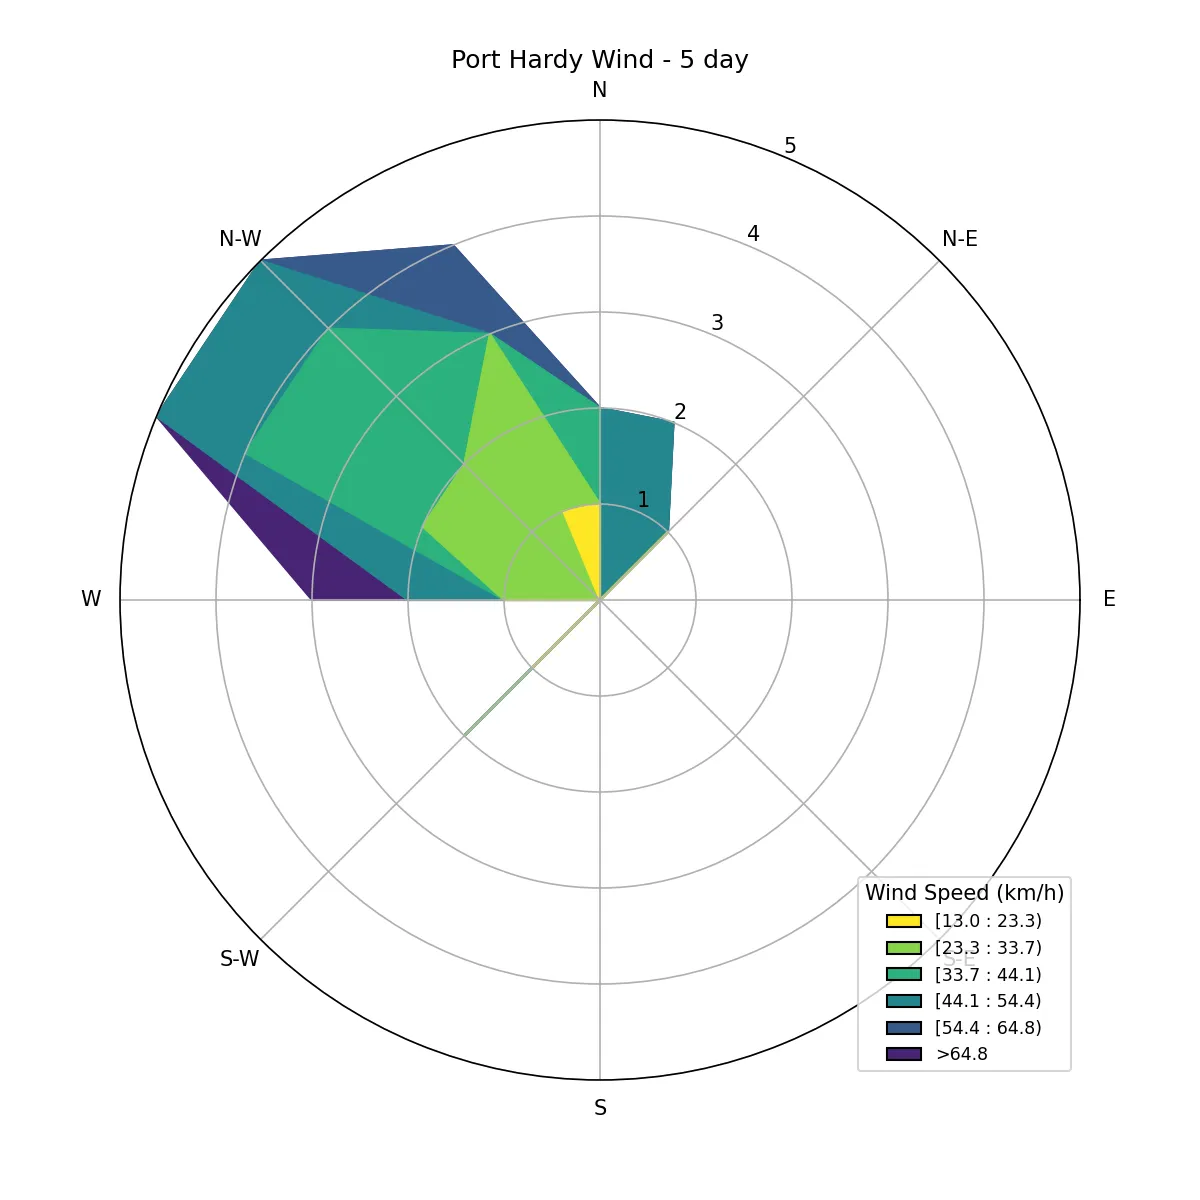 Port Hardy Wind - 5 day
N
5
N-W
N-E
4
3
2
1
W
E
S-W
S-E
S
Wind Speed (km/h)
[13.0 : 23.3)
[23.3 : 33.7)
[33.7 : 44.1)
[44.1 : 54.4)
[54.4 : 64.8)
>64.8